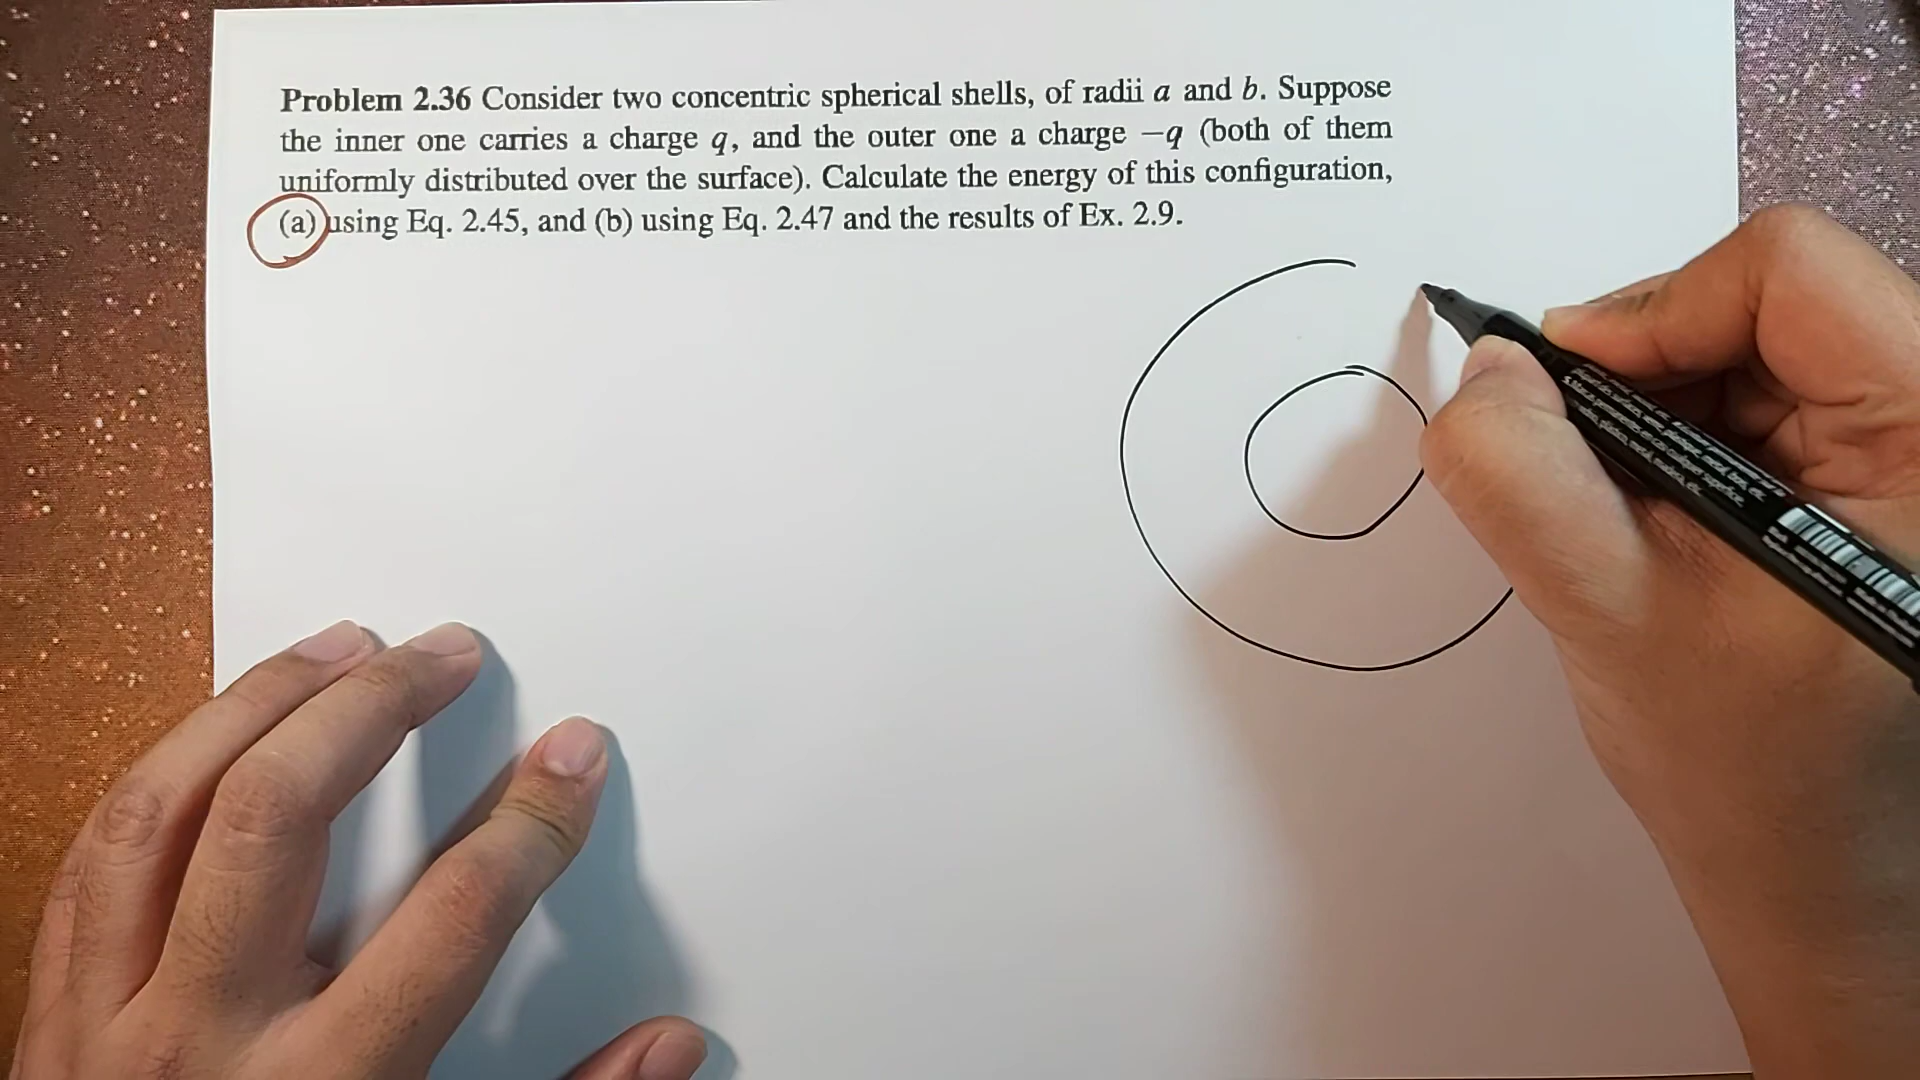 Problem 2.36 Consider two concentric spherical shells, of radii a and b. Suppose
the inner one carries a charge q, and the outer one a charge −q (both of them
uniformly distributed over the surface). Calculate the energy of this configuration,
(a) using Eq. 2.45, and (b) using Eq. 2.47 and the results of Ex. 2.9.